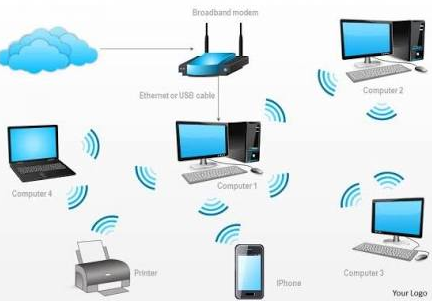 Broadband modem
Ethernet or USB cable
Computer 2
Computer 1
Computer 4
Printer
IPhone
Computer 3
Your Logo